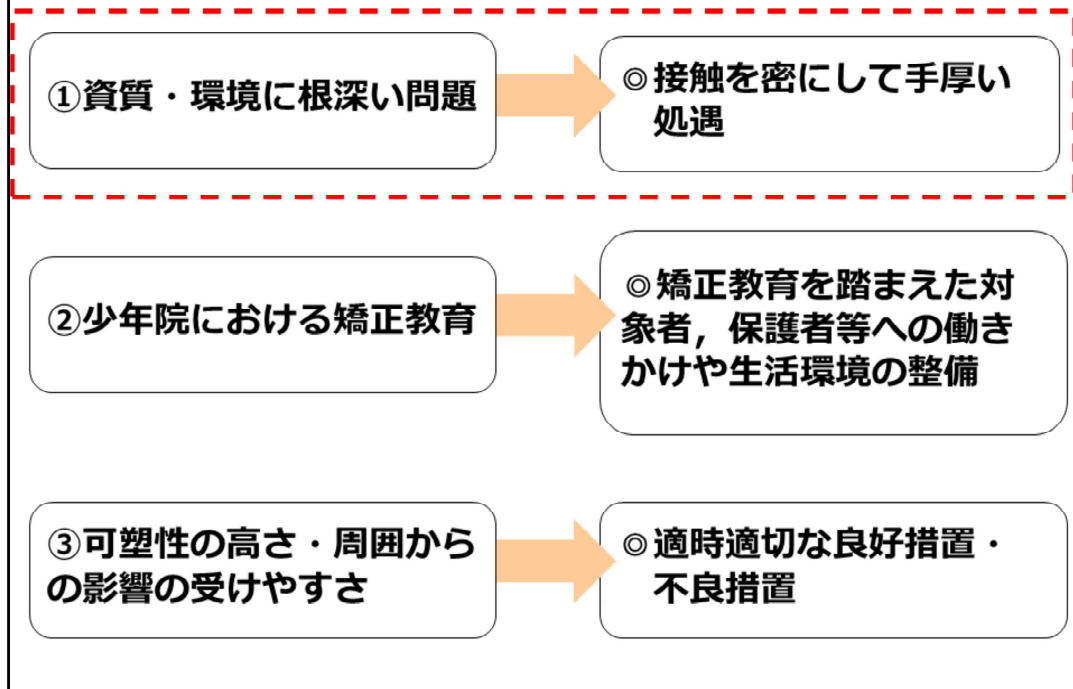 ①資質・環境に根深い問題
◎接触を密にして手厚い
処遇
②少年院における矯正教育
◎矯正教育を踏まえた対
象者，保護者等への働き
かけや生活環境の整備
③可塑性の高さ・周囲から
の影響の受けやすさ
◎適時適切な良好措置・
不良措置